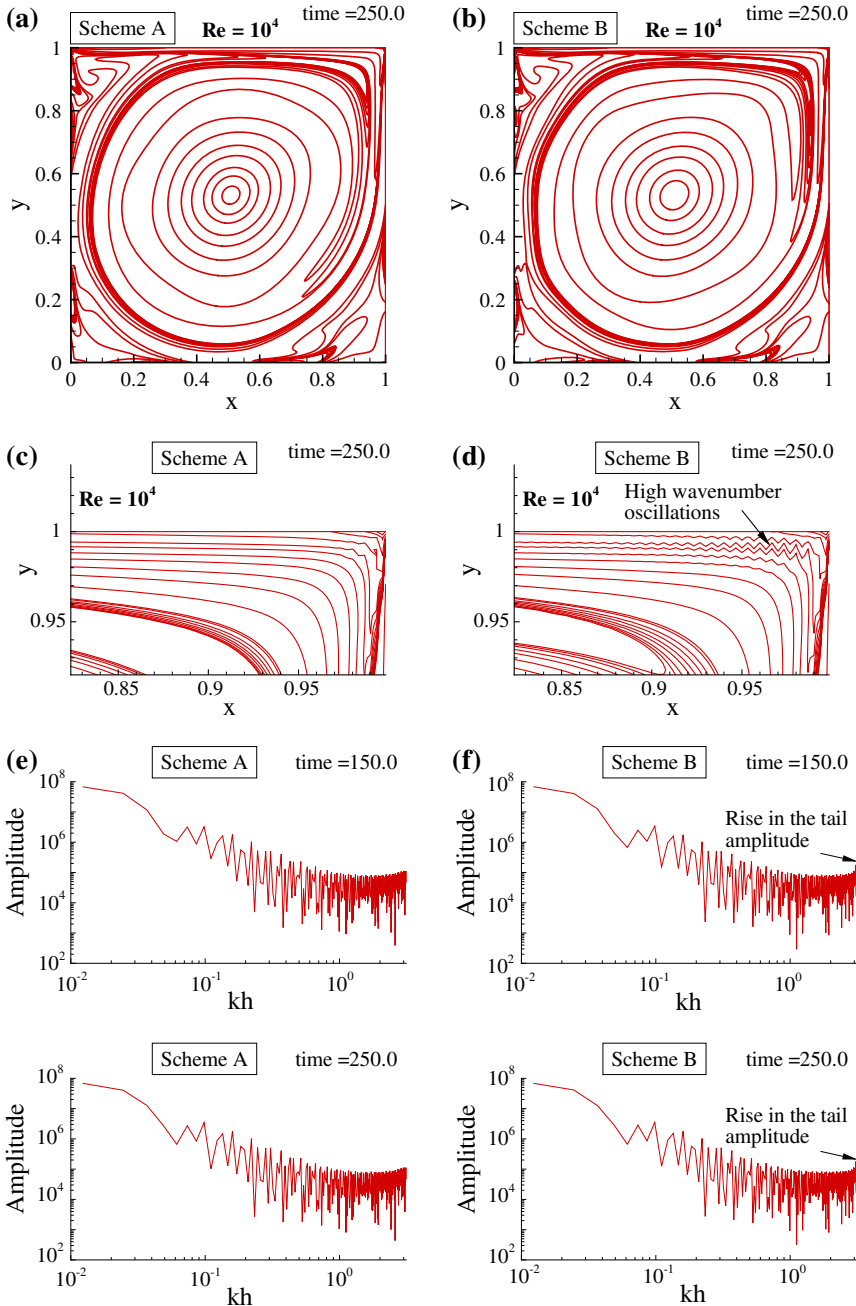 (a) Scheme A Re = 10⁴ time =250.0
1
0.8
0.6
0.4
0.2
0
y
0 0.2 0.4 0.6 0.8 1
x
(b) Scheme B Re = 10⁴ time =250.0
1
0.8
0.6
0.4
0.2
0
y
0 0.2 0.4 0.6 0.8 1
x
(c) Scheme A time =250.0
Re = 10⁴
1
0.95
y
0.85 0.9 0.95
x
(d) Scheme B time =250.0
Re = 10⁴
High wavenumber
oscillations
1
0.95
y
0.85 0.9 0.95
x
(e) Scheme A time =150.0
10⁸
10⁶
10⁴
10²
Amplitude
10⁻² 10⁻¹ 10⁰
kh
(f) Scheme B time =150.0
Rise in the tail
amplitude
10⁸
10⁶
10⁴
10²
Amplitude
10⁻² 10⁻¹ 10⁰
kh
Scheme A time =250.0
10⁸
10⁶
10⁴
10²
Amplitude
10⁻² 10⁻¹ 10⁰
kh
Scheme B time =250.0
Rise in the tail
amplitude
10⁸
10⁶
10⁴
10²
Amplitude
10⁻² 10⁻¹ 10⁰
kh